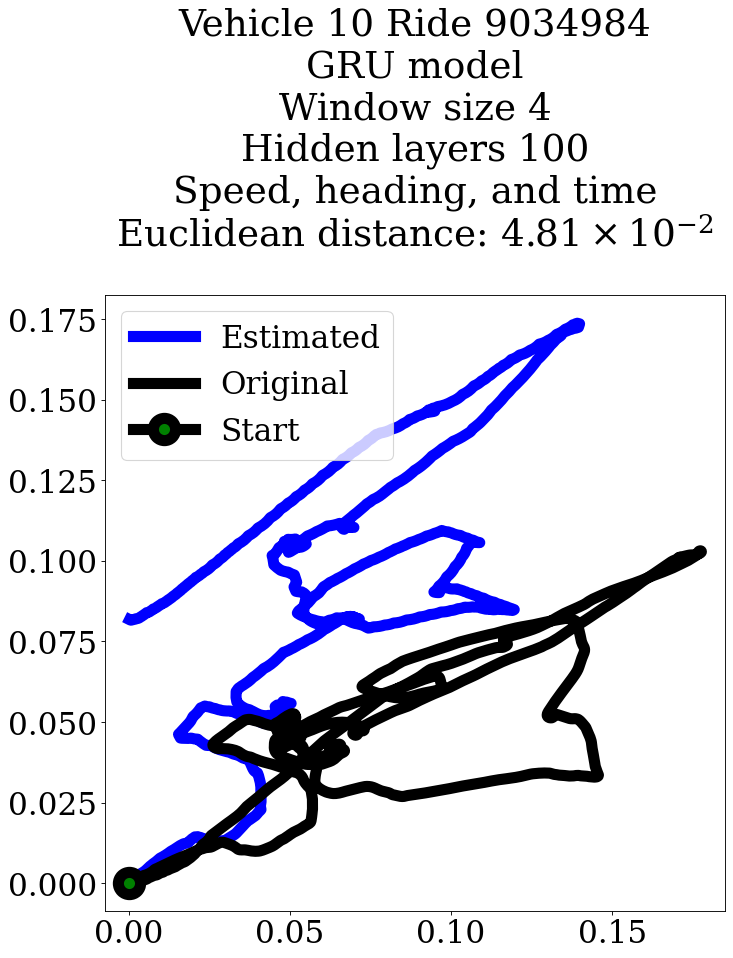 Vehicle 10 Ride 9034984
GRU model
Window size 4
Hidden layers 100
Speed, heading, and time
Euclidean distance: 4.81 × 10⁻²
Estimated
Original
Start
0.175
0.150
0.125
0.100
0.075
0.050
0.025
0.000
0.00 0.05 0.10 0.15